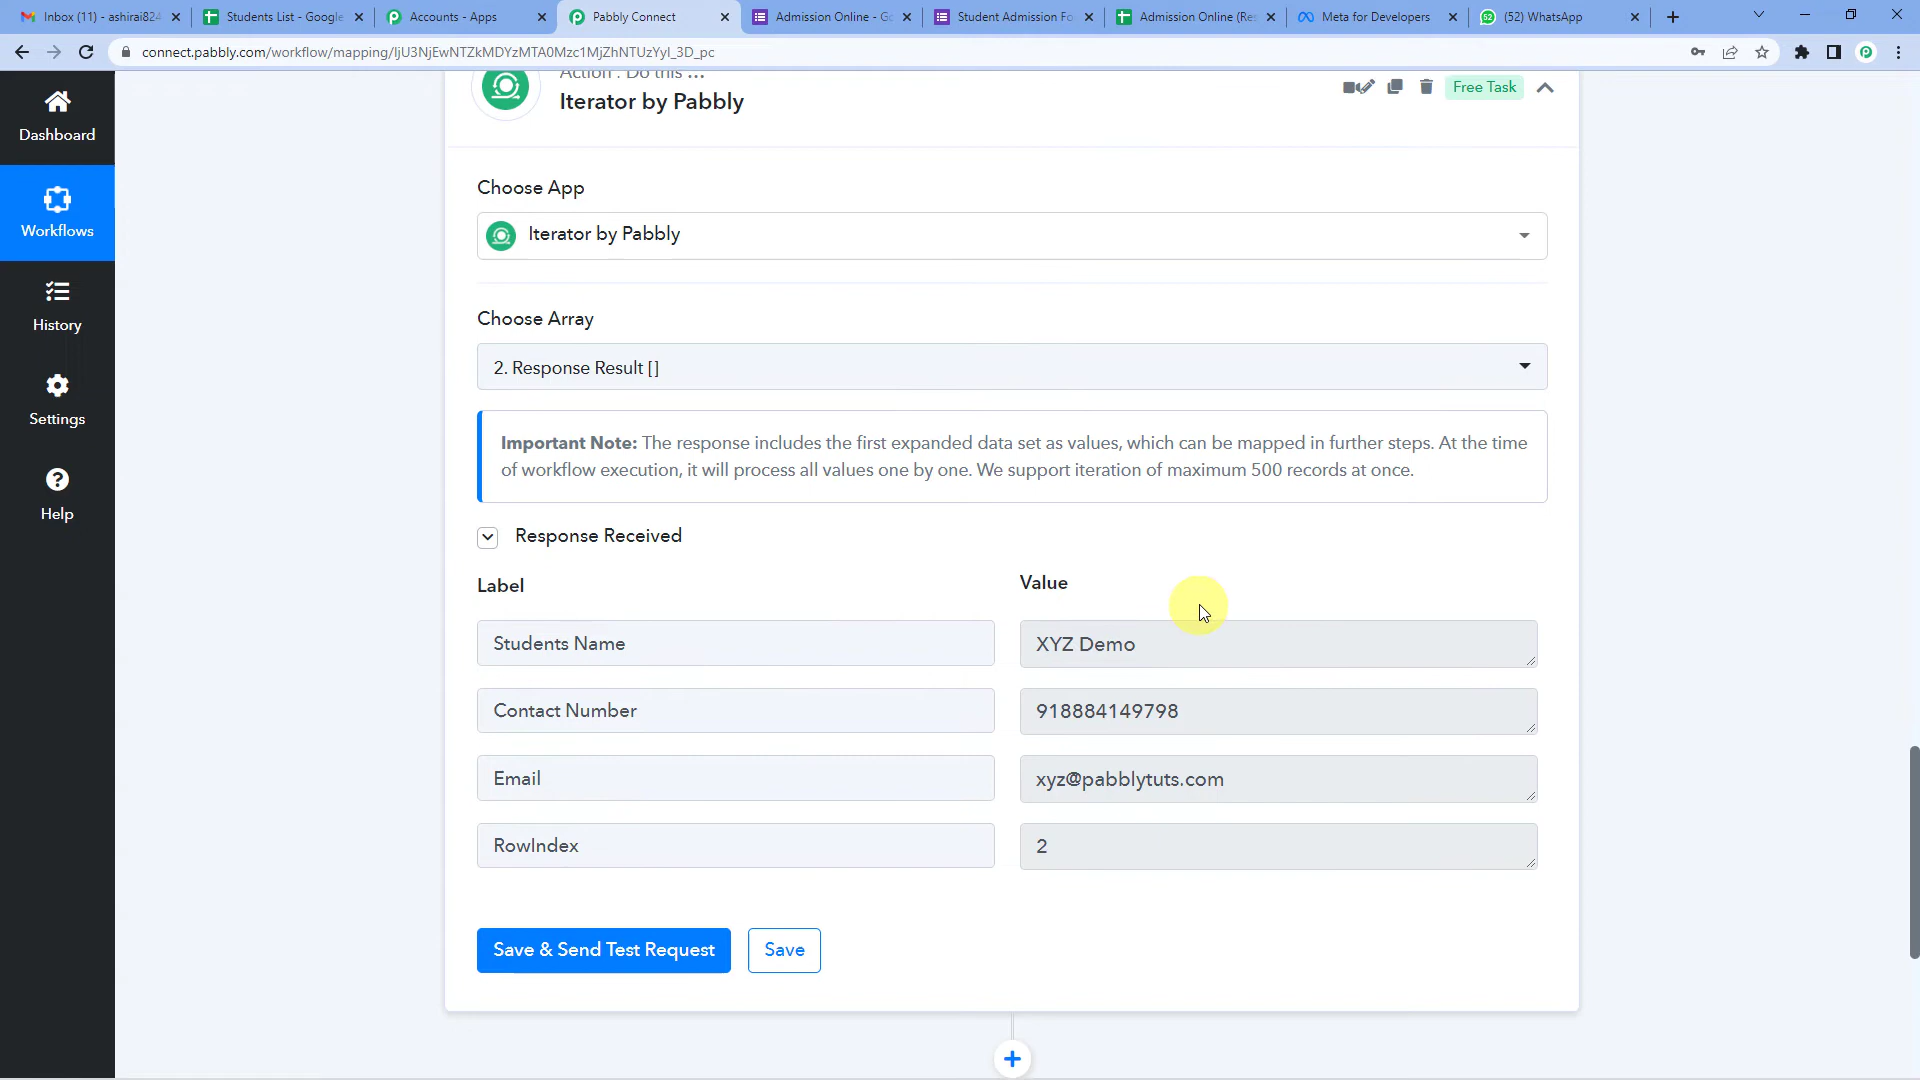 Inbox (11) - ashirai824
Students List - Google
Accounts - Apps
Pabbly Connect
Admission Online - Go
Student Admission Fo
Admission Online (Res
Meta for Developers
(52) WhatsApp
connect.pabbly.com/workflow/mapping/IjU3NjEwNTZkMDYzMTA0Mzc1MjZhNTUzYyI_3D_pc
Dashboard
Workflows
History
Settings
Help
Action : Do this ...
Iterator by Pabbly
Free Task
Choose App
Iterator by Pabbly
Choose Array
2. Response Result []
Important Note: The response includes the first expanded data set as values, which can be mapped in further steps. At the time
of workflow execution, it will process all values one by one. We support iteration of maximum 500 records at once.
Response Received
Label
Value
Students Name
XYZ Demo
Contact Number
918884149798
Email
xyz@pabblytuts.com
RowIndex
2
Save & Send Test Request
Save